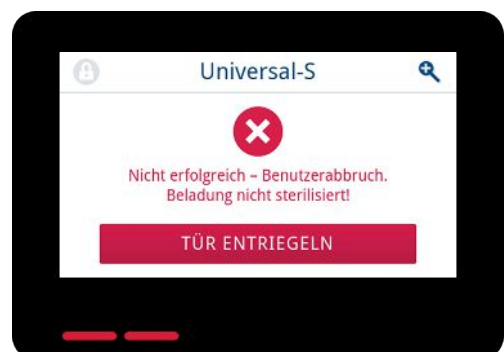 Universal-S
Nicht erfolgreich – Benutzerabbruch.
Beladung nicht sterilisiert!
TÜR ENTRIEGELN